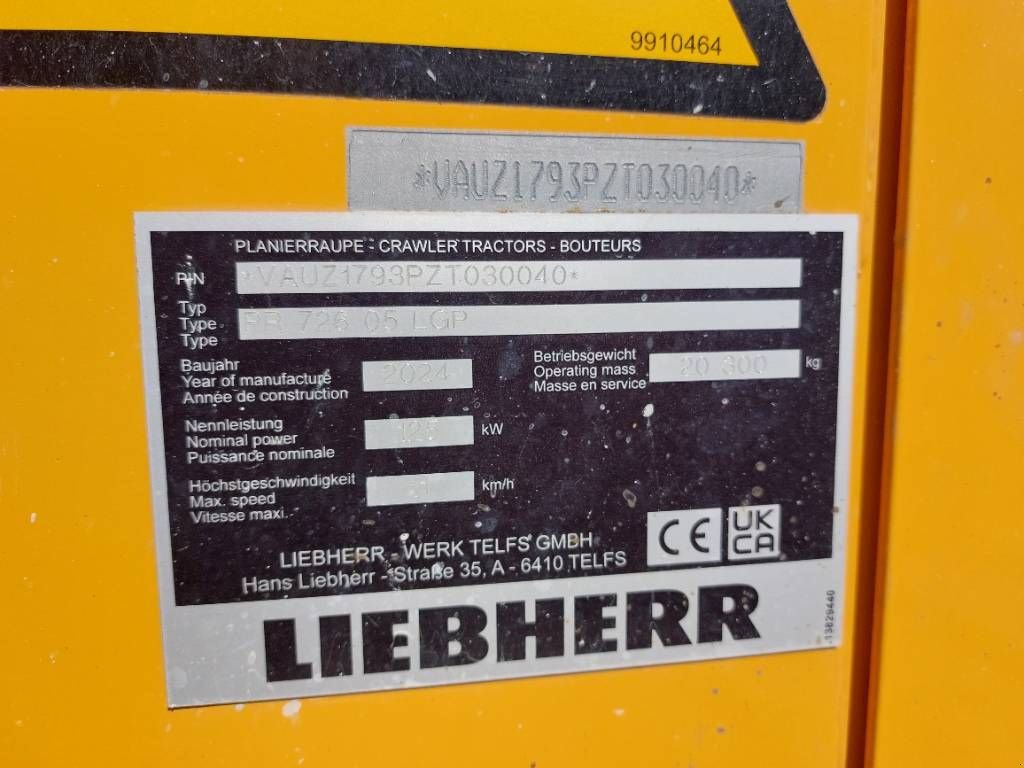 9910464
*VAUZ1793PZT030040*
PLANIERRAUPE - CRAWLER TRACTORS - BOUTEURS
PIN *VAUZ1793PZT030040*
Typ
Type PR 726 05 LGP
Type
Baujahr
Year of manufacture 2024
Année de construction
Betriebsgewicht
Operating mass 20 300 kg
Masse en service
Nennleistung
Nominal power kW
Puissance nominale
Höchstgeschwindigkeit
Max. speed km/h
Vitesse maxi.
CE
UK
CA
LIEBHERR - WERK TELFS GMBH
Hans Liebherr - Straße 35, A - 6410 TELFS
LIEBHERR